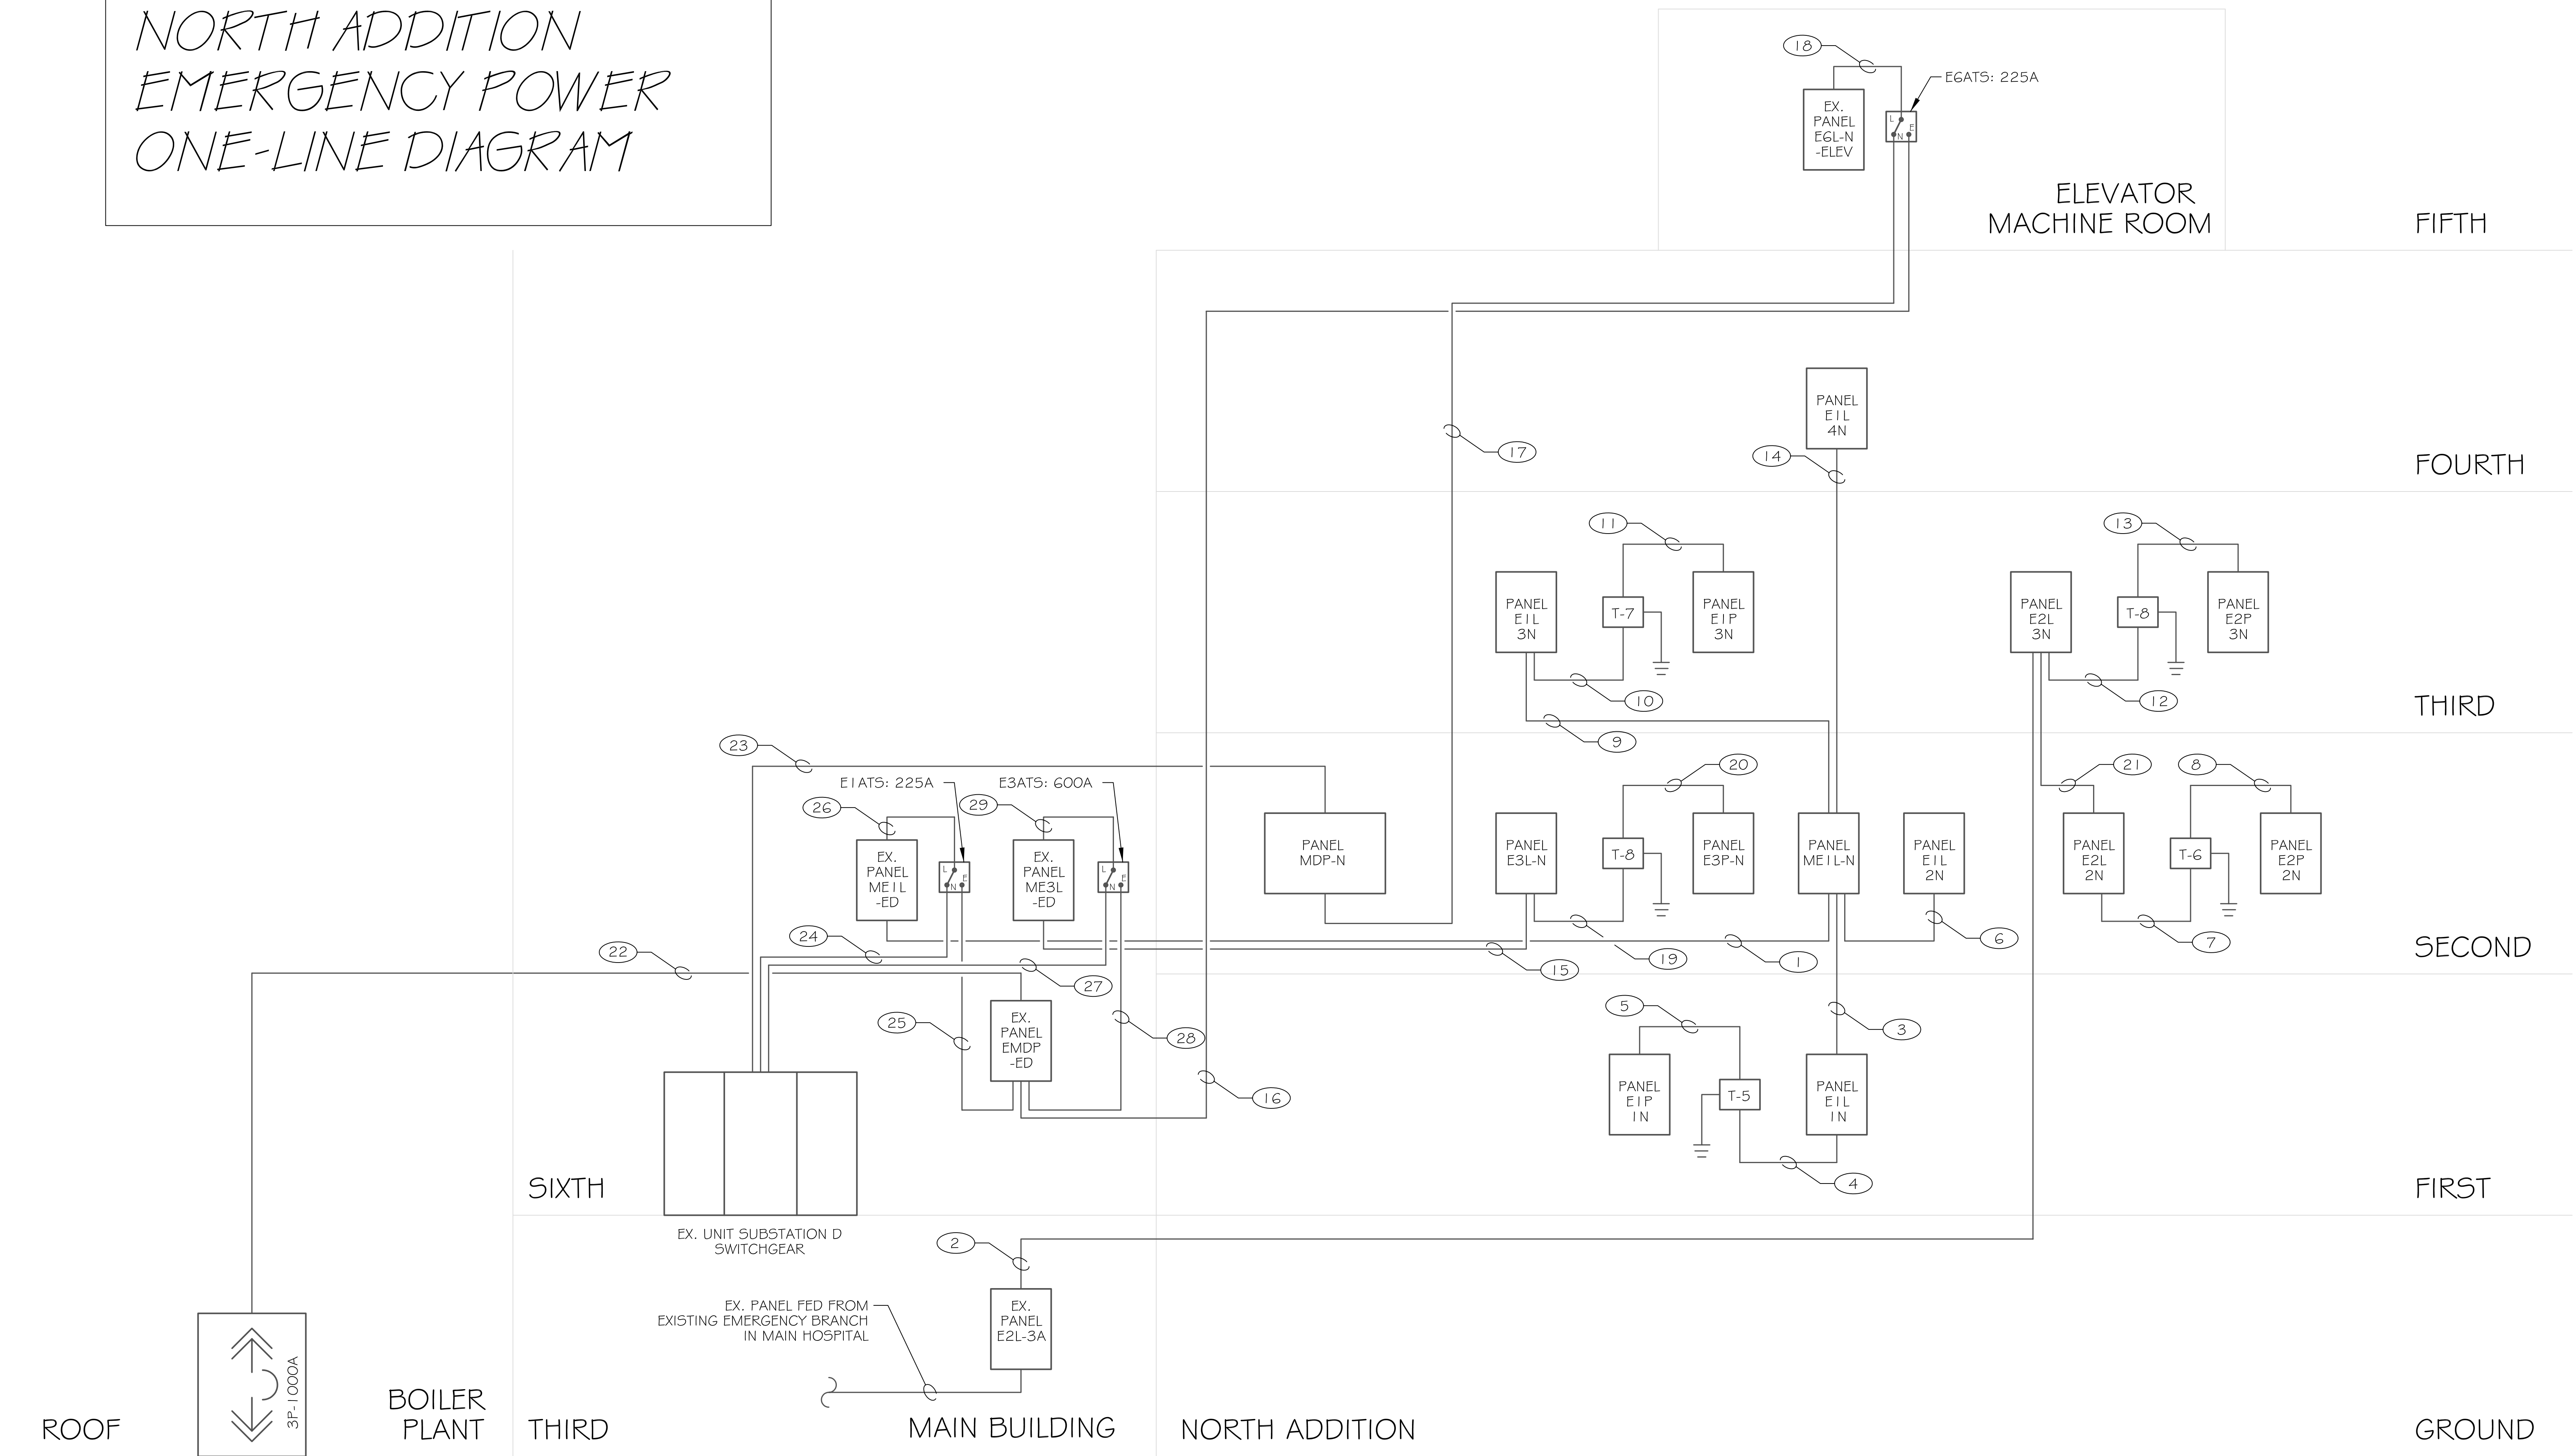 NORTH ADDITION
EMERGENCY POWER
ONE-LINE DIAGRAM
18
E6ATS: 225A
EX.
PANEL
E6L-N
-ELEV
L
N
E
ELEVATOR
MACHINE ROOM
FIFTH
PANEL
E1L
4N
17
14
FOURTH
11
13
PANEL
E1L
3N
T-7
PANEL
E1P
3N
PANEL
E2L
3N
T-8
PANEL
E2P
3N
10
12
9
THIRD
23
E1ATS: 225A
E3ATS: 600A
26
29
20
21
8
EX.
PANEL
ME1L
-ED
L
N
E
EX.
PANEL
ME3L
-ED
L
N
E
PANEL
MDP-N
PANEL
E3L-N
T-8
PANEL
E3P-N
PANEL
ME1L-N
PANEL
E1L
2N
PANEL
E2L
2N
T-6
PANEL
E2P
2N
24
22
27
15
19
1
6
7
SECOND
25
EX.
PANEL
EMDP
-ED
28
16
5
3
PANEL
E1P
1N
T-5
PANEL
E1L
1N
4
SIXTH
FIRST
EX. UNIT SUBSTATION D
SWITCHGEAR
2
EX. PANEL FED FROM
EXISTING EMERGENCY BRANCH
IN MAIN HOSPITAL
EX.
PANEL
E2L-3A
3P-1000A
ROOF
BOILER
PLANT
THIRD
MAIN BUILDING
NORTH ADDITION
GROUND